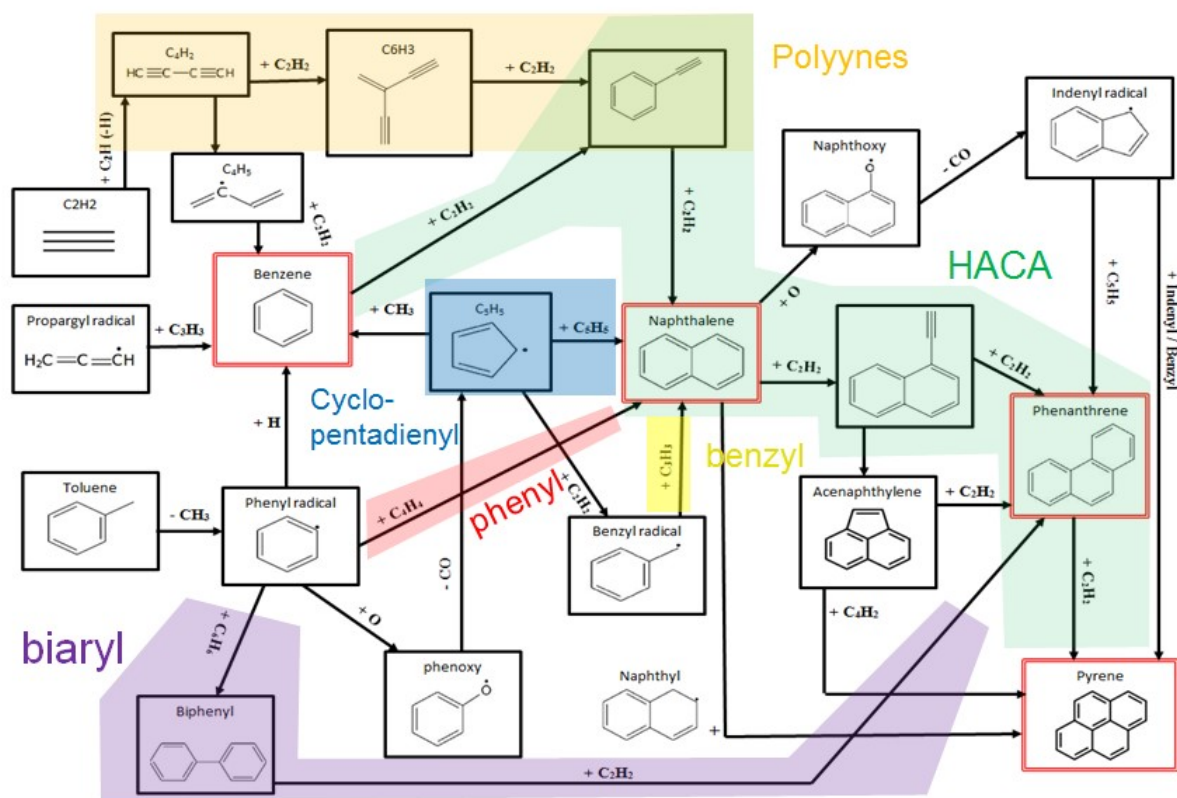 C₄H₂
HC≡C−C≡CH
+ C₂H₂
C6H3
+ C₂H₂
Polyynes
Indenyl radical
+ C₂H (-H)
C₄H₅
Ċ
Naphthoxy
Ȯ
- CO
C2H2
+ C₂H₂
+ C₂H₂
+ C₂H₂
Benzene
HACA
+ O
+ C₅H₅
+ Indenyl / Benzyl
C₅H₅
+ CH₃
+ C₅H₅
Naphthalene
Propargyl radical
+ C₃H₃
H₂C=C=ĊH
+ C₂H₂
+ C₂H₂
Cyclo-
pentadienyl
Phenanthrene
+ H
benzyl
phenyl
+ C₄H₄
+ C₂H₂
Toluene
- CH₃
Phenyl radical
Acenaphthylene
+ C₂H₂
Benzyl radical
- CO
+ C₂H₂
+ C₄H₂
+ O
biaryl
+ C₆H₆
phenoxy
Ȯ
Naphthyl
+
Pyrene
Biphenyl
+ C₂H₂